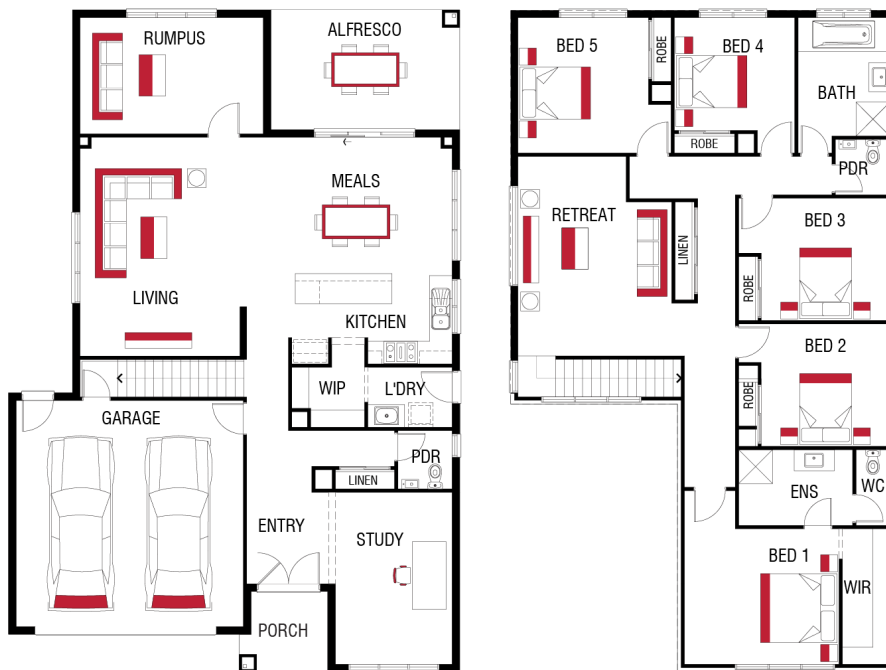 RUMPUS
ALFRESCO
MEALS
LIVING
KITCHEN
WIP
L'DRY
GARAGE
PDR
LINEN
ENTRY
STUDY
PORCH
BED 5
ROBE
BED 4
ROBE
BATH
PDR
RETREAT
LINEN
BED 3
ROBE
BED 2
ROBE
ENS
WC
BED 1
WIR